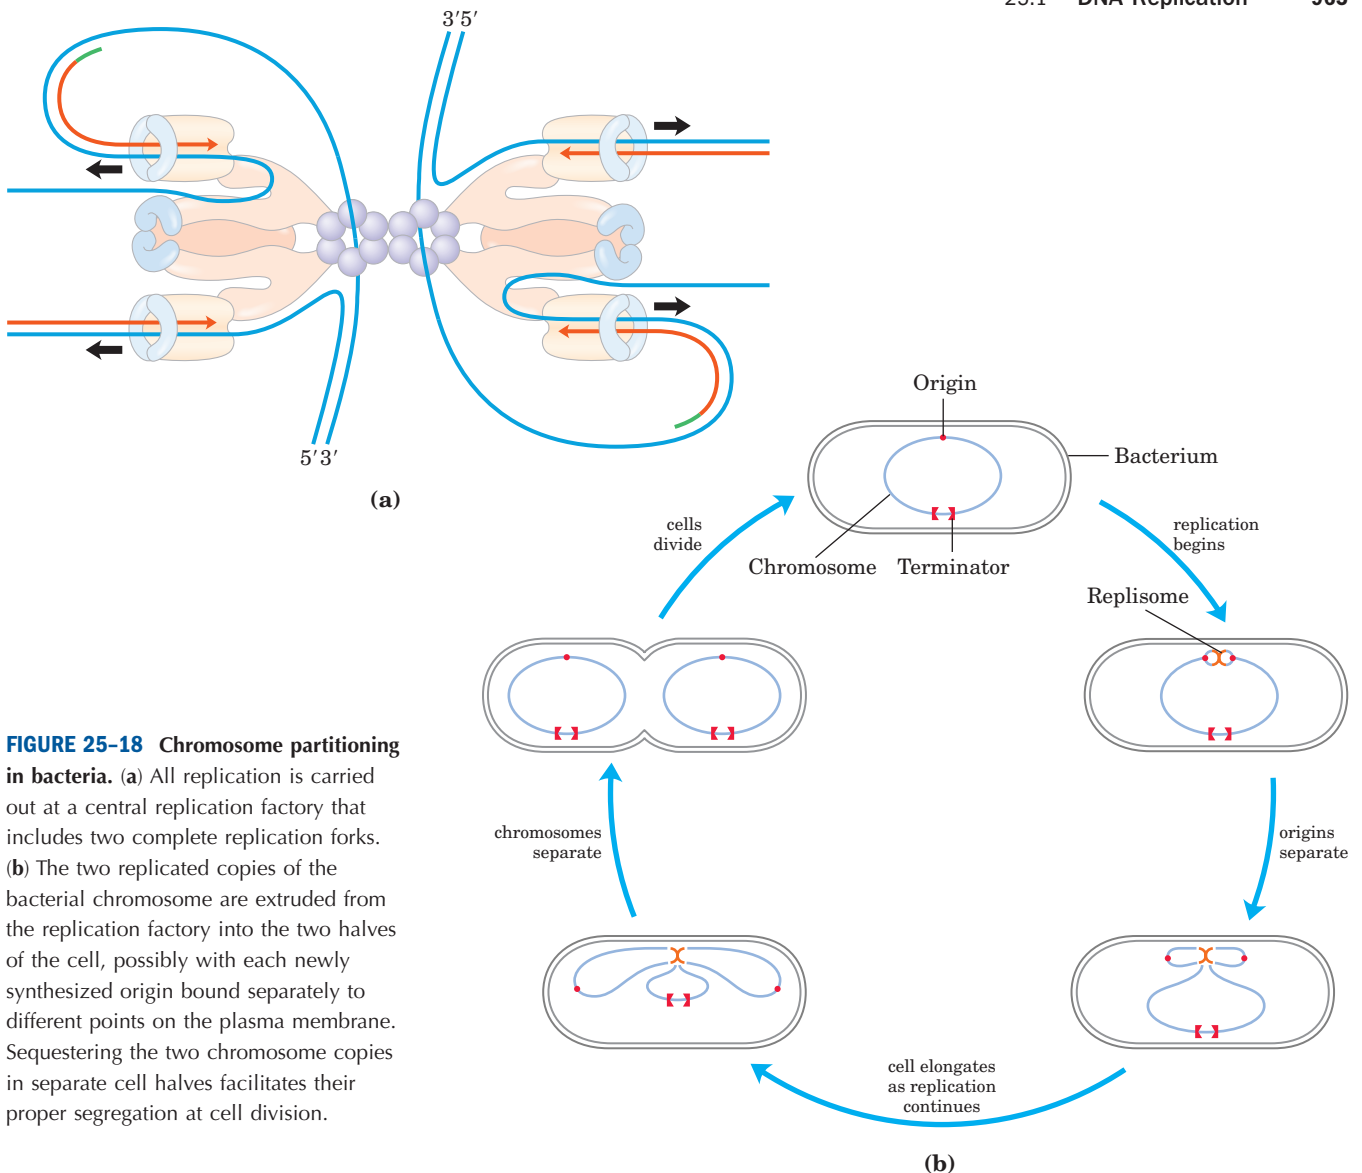 DNA Replication
3′5′
5′3′
(a)
Origin
Bacterium
cells
divide
replication
begins
Chromosome
Terminator
Replisome
FIGURE 25–18 Chromosome partitioning
in bacteria. (a) All replication is carried
out at a central replication factory that
includes two complete replication forks.
(b) The two replicated copies of the
bacterial chromosome are extruded from
the replication factory into the two halves
of the cell, possibly with each newly
synthesized origin bound separately to
different points on the plasma membrane.
Sequestering the two chromosome copies
in separate cell halves facilitates their
proper segregation at cell division.
chromosomes
separate
origins
separate
cell elongates
as replication
continues
(b)